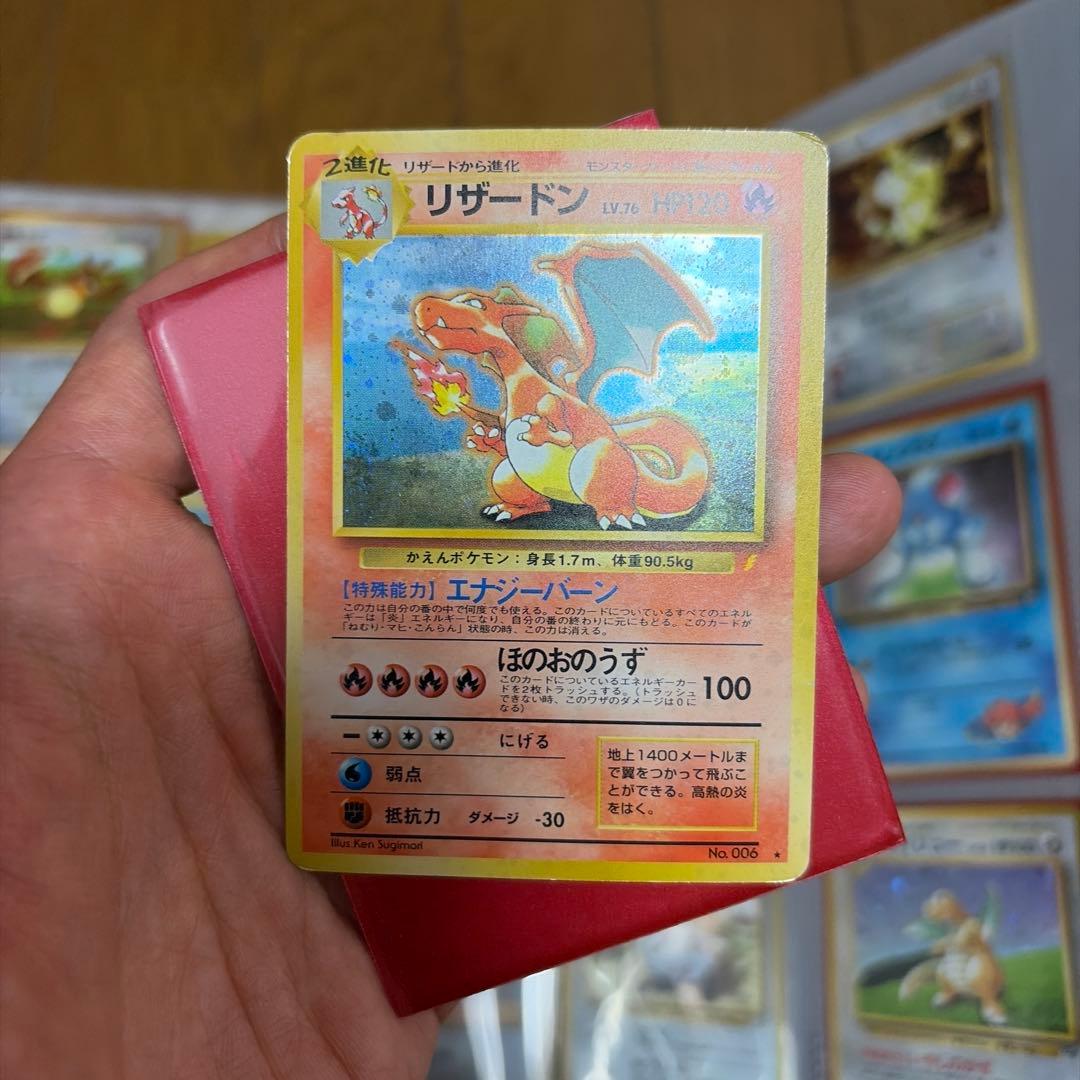 2進化
リザードから進化
リザードン LV.76 HP120
かえんポケモン：身長1.7m、体重90.5kg
【特殊能力】エナジーバーン
この力は自分の番の中で何度でも使える。このカードについているすべてのエネル
ギーは「炎」エネルギーになり、自分の番の終わりに元にもどる。このカードが
「ねむり・マヒ・こんらん」状態の時、この力は消える。
ほのおのうず
このカードについているエネルギーカー
ドを2枚トラッシュする。（トラッシュ
できない時、このワザのダメージは0に
なる）
100
にげる
弱点
抵抗力 ダメージ -30
地上1400メートルま
で翼をつかって飛ぶこ
とができる。高熱の炎
をはく。
Illus.Ken Sugimori
No. 006